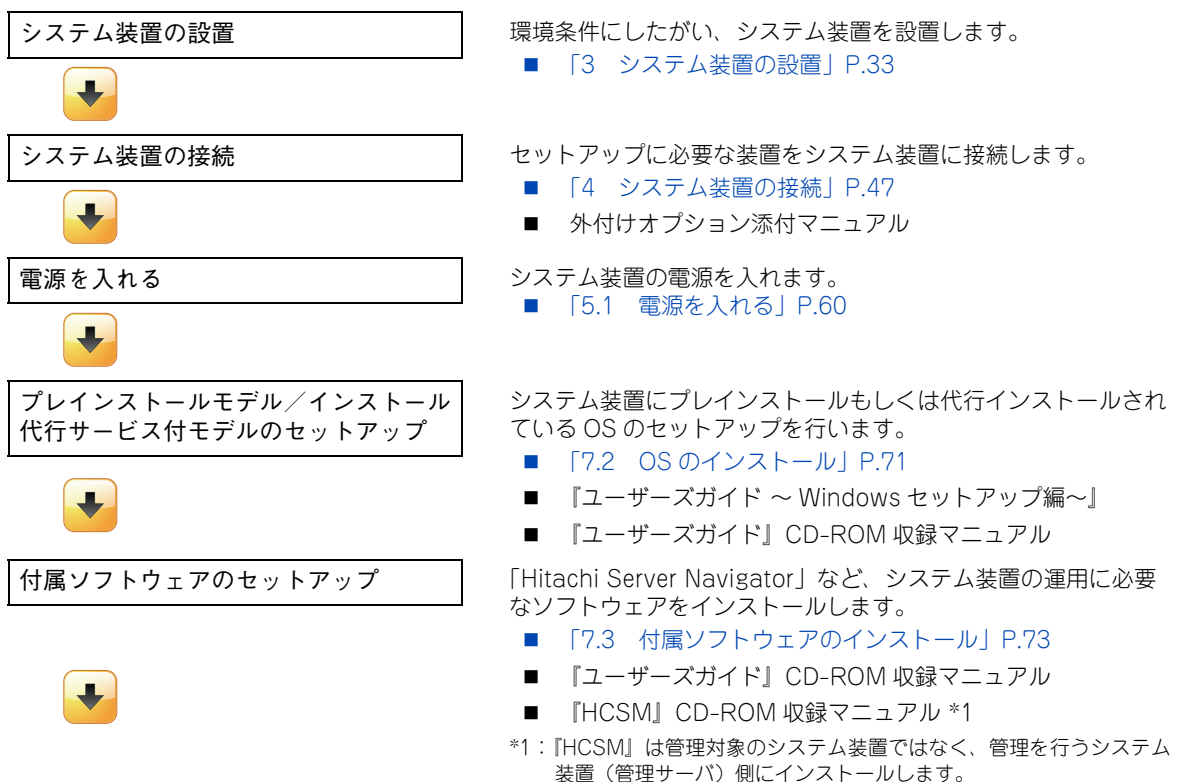 システム装置の設置
環境条件にしたがい、システム装置を設置します。
■ 「3　システム装置の設置」P.33
システム装置の接続
セットアップに必要な装置をシステム装置に接続します。
■ 「4　システム装置の接続」P.47
■ 外付けオプション添付マニュアル
電源を入れる
システム装置の電源を入れます。
■ 「5.1　電源を入れる」P.60
プレインストールモデル／インストール
代行サービス付モデルのセットアップ
システム装置にプレインストールもしくは代行インストールされ
ている OS のセットアップを行います。
■ 「7.2　OS のインストール」P.71
■ 『ユーザーズガイド ～ Windows セットアップ編～』
■ 『ユーザーズガイド』CD-ROM 収録マニュアル
付属ソフトウェアのセットアップ
「Hitachi Server Navigator」など、システム装置の運用に必要
なソフトウェアをインストールします。
■ 「7.3　付属ソフトウェアのインストール」P.73
■ 『ユーザーズガイド』CD-ROM 収録マニュアル
■ 『HCSM』CD-ROM 収録マニュアル *1
*1：『HCSM』は管理対象のシステム装置ではなく、管理を行うシステム
装置（管理サーバ）側にインストールします。